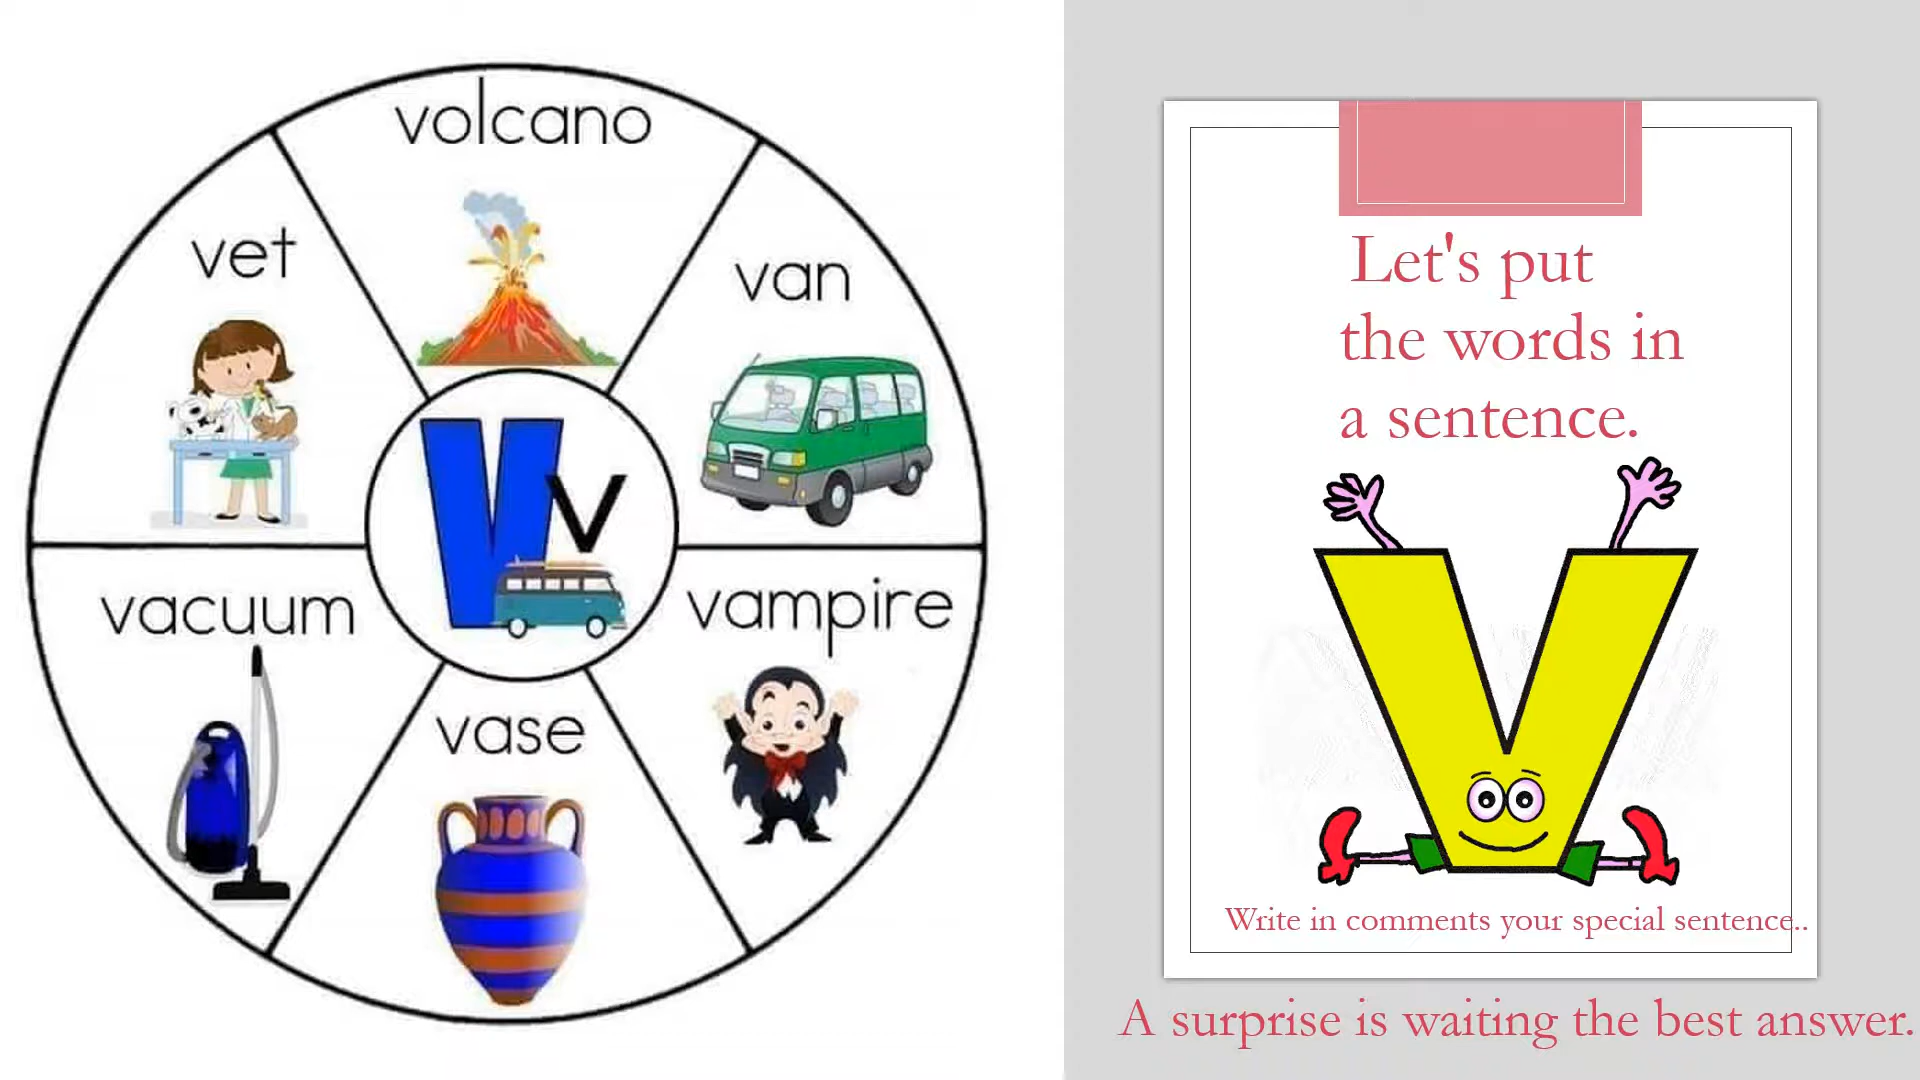 volcano
vet
van
V v
vacuum
vampire
vase
Let's put
the words in
a sentence.
V
Write in comments your special sentence..
A surprise is waiting the best answer.